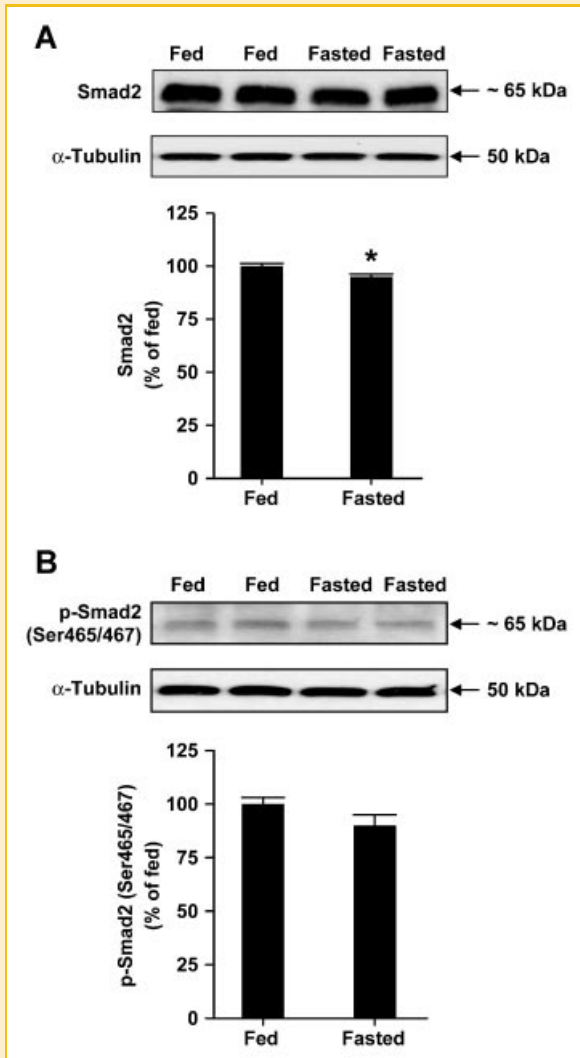 A
Fed Fed Fasted Fasted
Smad2 ~ 65 kDa
α-Tubulin 50 kDa
125
100
75
50
25
0
Smad2
(% of fed)
*
Fed Fasted
B
Fed Fed Fasted Fasted
p-Smad2
(Ser465/467) ~ 65 kDa
α-Tubulin 50 kDa
125
100
75
50
25
0
p-Smad2 (Ser465/467)
(% of fed)
Fed Fasted